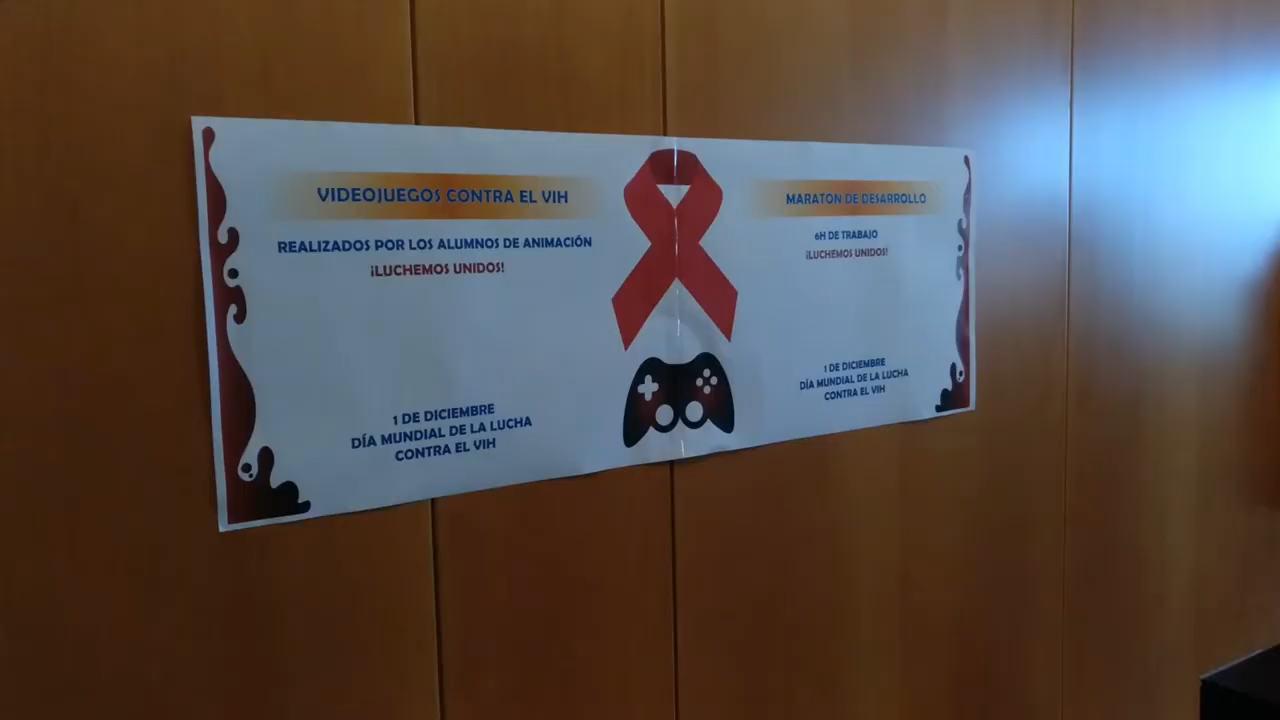 VIDEOJUEGOS CONTRA EL VIH
REALIZADOS POR LOS ALUMNOS DE ANIMACIÓN
¡LUCHEMOS UNIDOS!
1 DE DICIEMBRE
DÍA MUNDIAL DE LA LUCHA
CONTRA EL VIH
MARATON DE DESARROLLO
6H DE TRABAJO
¡LUCHEMOS UNIDOS!
1 DE DICIEMBRE
DÍA MUNDIAL DE LA LUCHA
CONTRA EL VIH